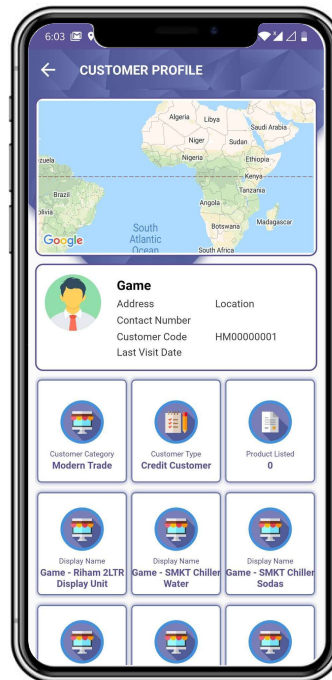 6:03
CUSTOMER PROFILE
Algeria
Libya
Saudi Arabia
Niger
Sudan
Nigeria
Ethiopia
Kenya
Tanzania
Brazil
Angola
Botswana
Madagascar
South
Atlantic
Ocean
South Africa
Google
Game
Address Location
Contact Number
Customer Code HM00000001
Last Visit Date
Customer Category
Modern Trade
Customer Type
Credit Customer
Product Listed
0
Display Name
Game - Riham 2LTR
Display Unit
Display Name
Game - SMKT Chiller
Water
Display Name
Game - SMKT Chiller
Sodas